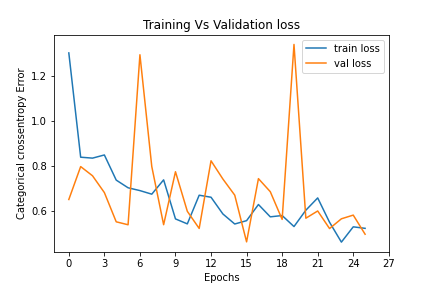 Training Vs Validation loss
train loss
val loss
Categorical crossentropy Error
1.2
1.0
0.8
0.6
0 3 6 9 12 15 18 21 24 27
Epochs